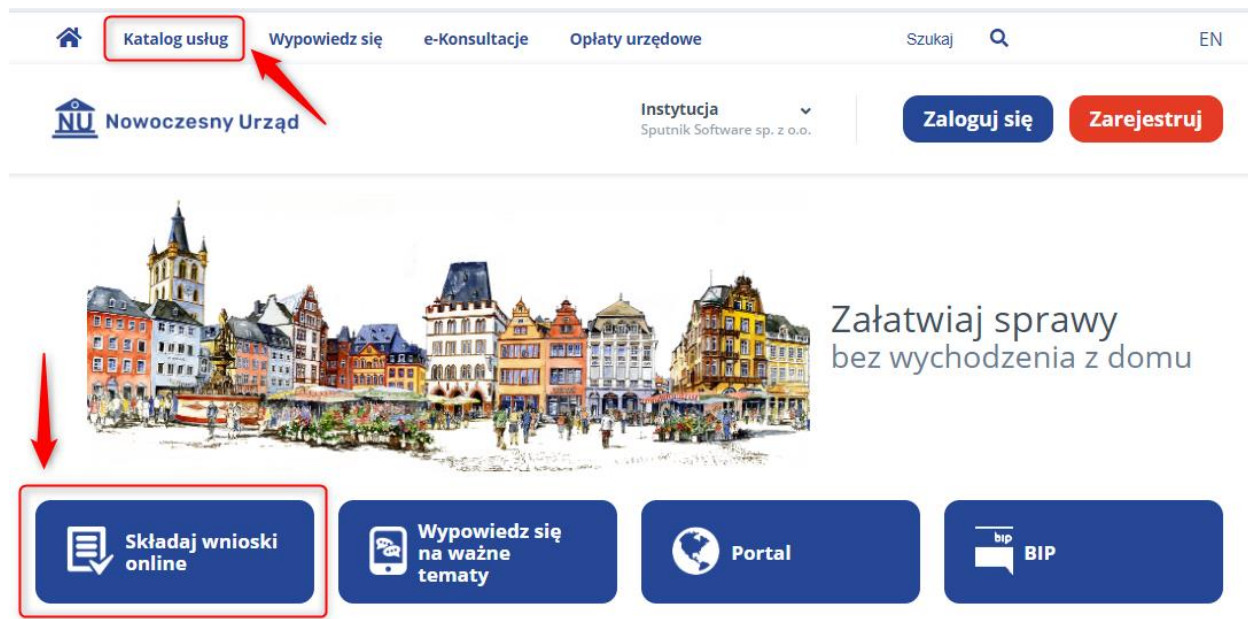 Katalog usług Wypowiedz się e-Konsultacje Opłaty urzędowe Szukaj EN
NU Nowoczesny Urząd
Instytucja
Sputnik Software sp. z o.o.
Zaloguj się
Zarejestruj
Załatwiaj sprawy
bez wychodzenia z domu
Składaj wnioski
online
Wypowiedz się
na ważne
tematy
Portal
bip
BIP